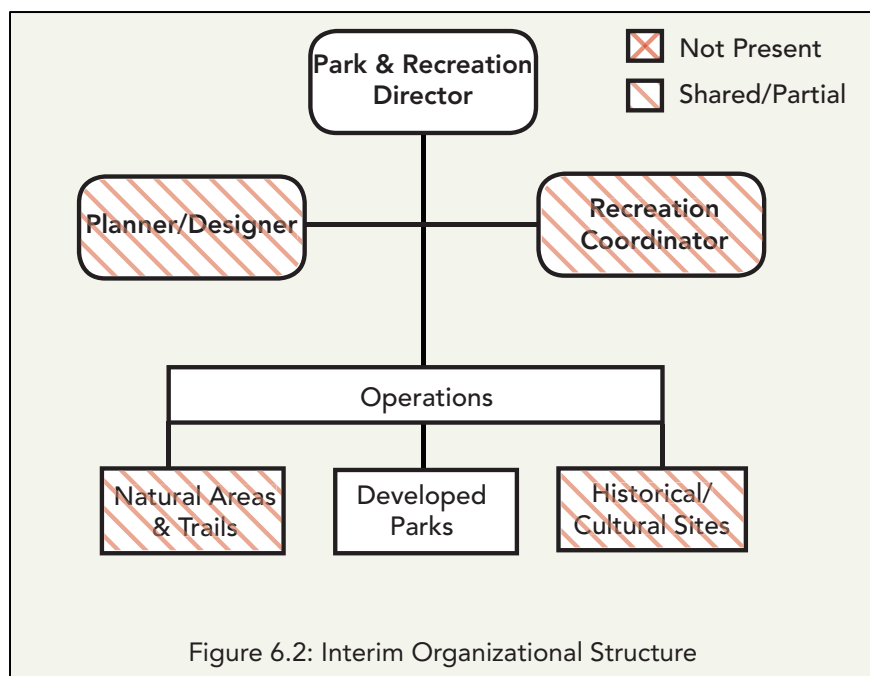 Park & Recreation
Director
Not Present
Shared/Partial
Planner/Designer
Recreation
Coordinator
Operations
Natural Areas
& Trails
Developed
Parks
Historical/
Cultural Sites
Figure 6.2: Interim Organizational Structure